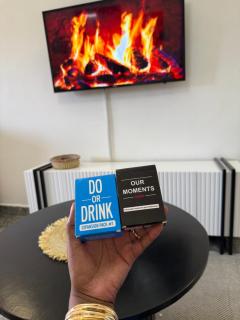 DO
OR
DRINK
EXPANSION PACK #1
OUR
MOMENTS